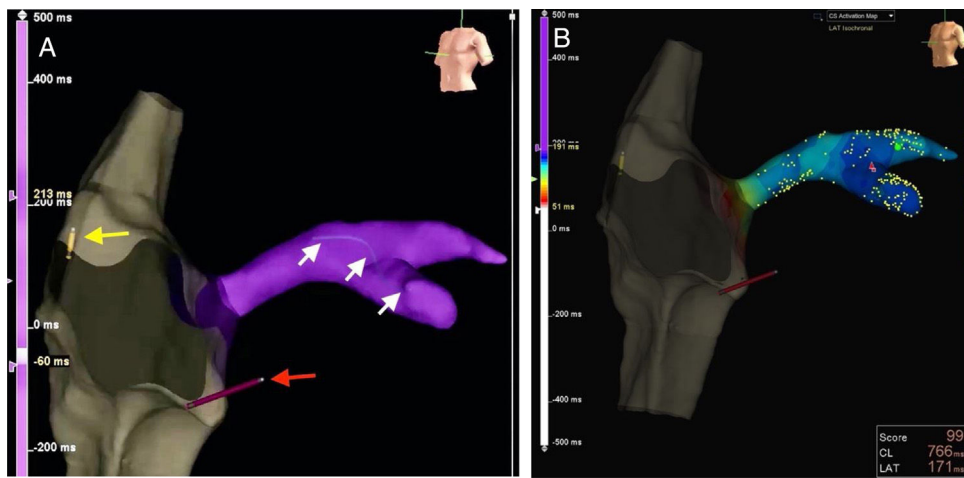 A
500 ms
400 ms
213 ms
200 ms
0 ms
-60 ms
-200 ms
B
500 ms
CS Activation Map
LAT Isochronal
400 ms
191 ms
51 ms
0 ms
-200 ms
-400 ms
-500 ms
Score 99
CL 766 ms
LAT 171 ms